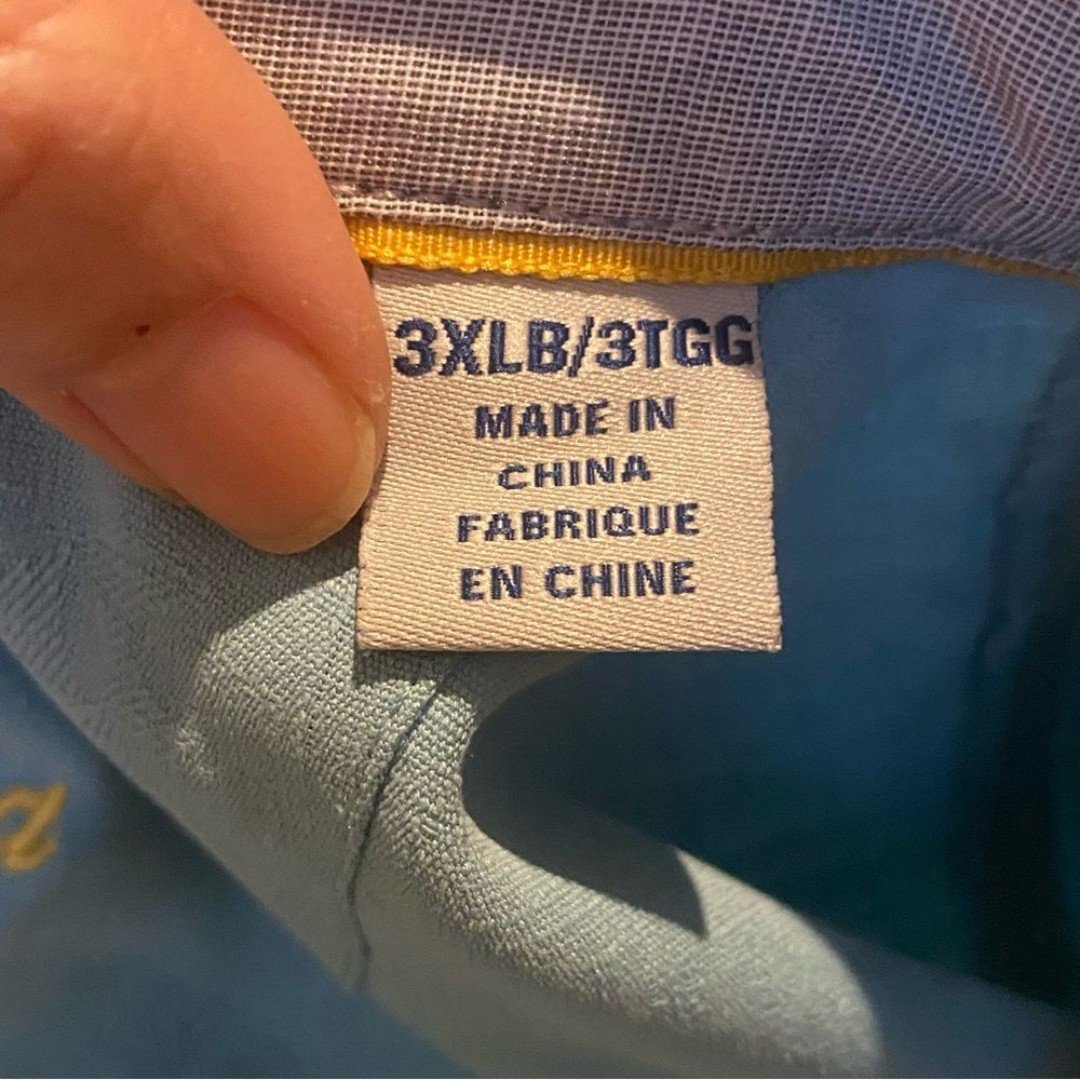 3XLB/3TGG
MADE IN
CHINA
FABRIQUE
EN CHINE